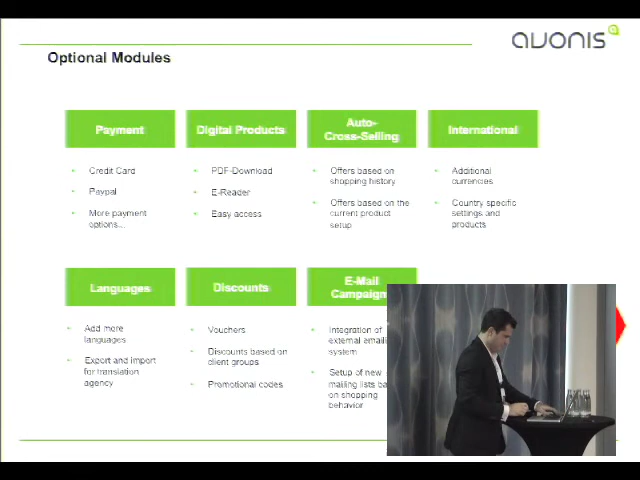 avonis
Optional Modules
Payment
Digital Products
Auto-
Cross-Selling
International
Credit Card
Paypal
More payment
options...
PDF-Download
E-Reader
Easy access
Offers based on
shopping history
Offers based on the
current product
setup
Additional
currencies
Country specific
settings and
products
Languages
Discounts
E-Mail
Campaign
Add more
languages
Export and import
for translation
agency
Vouchers
Discounts based on
client groups
Promotional codes
Integration of
external email
system
Setup of new
mailing lists ba
on shopping
behavior